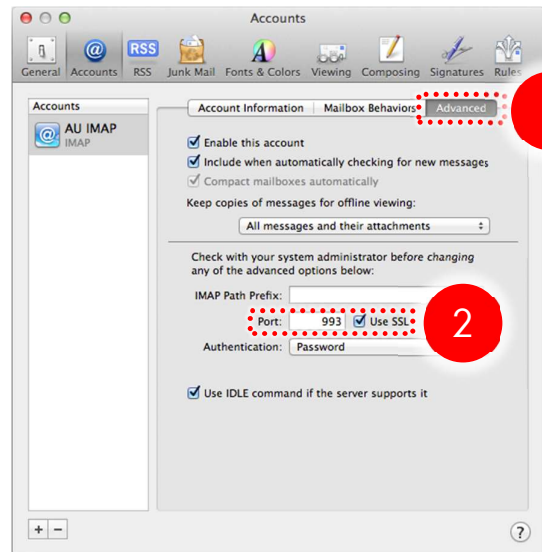 Accounts
RSS
General Accounts RSS Junk Mail Fonts & Colors Viewing Composing Signatures Rules
Accounts
AU IMAP
IMAP
Account Information Mailbox Behaviors Advanced
Enable this account
Include when automatically checking for new messages
Compact mailboxes automatically
Keep copies of messages for offline viewing:
All messages and their attachments
Check with your system administrator before changing
any of the advanced options below:
IMAP Path Prefix:
Port: 993 Use SSL
2
Authentication: Password
Use IDLE command if the server supports it
+ − ?